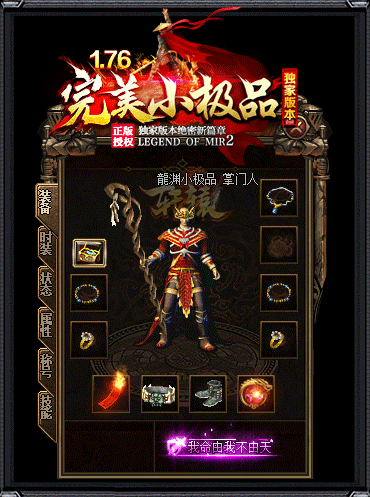 1.76
完美小极品
独家版本
正版授权
独家版本绝密新篇章
LEGEND OF MIR2
龍渊小极品 掌门人
装备
时装
状态
属性
称号
技能
我命由我不由天